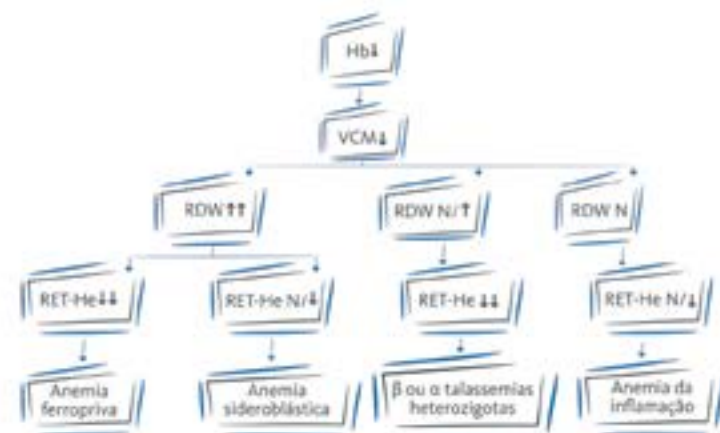 Hb↓
VCM↓
RDW↑↑
RDW N/↑
RDW N
RET-He↓↓
RET-He N/↓
RET-He ↓↓
RET-He N/↓
Anemia
ferropriva
Anemia
sideroblástica
β ou α talassemias
heterozigotas
Anemia da
inflamação